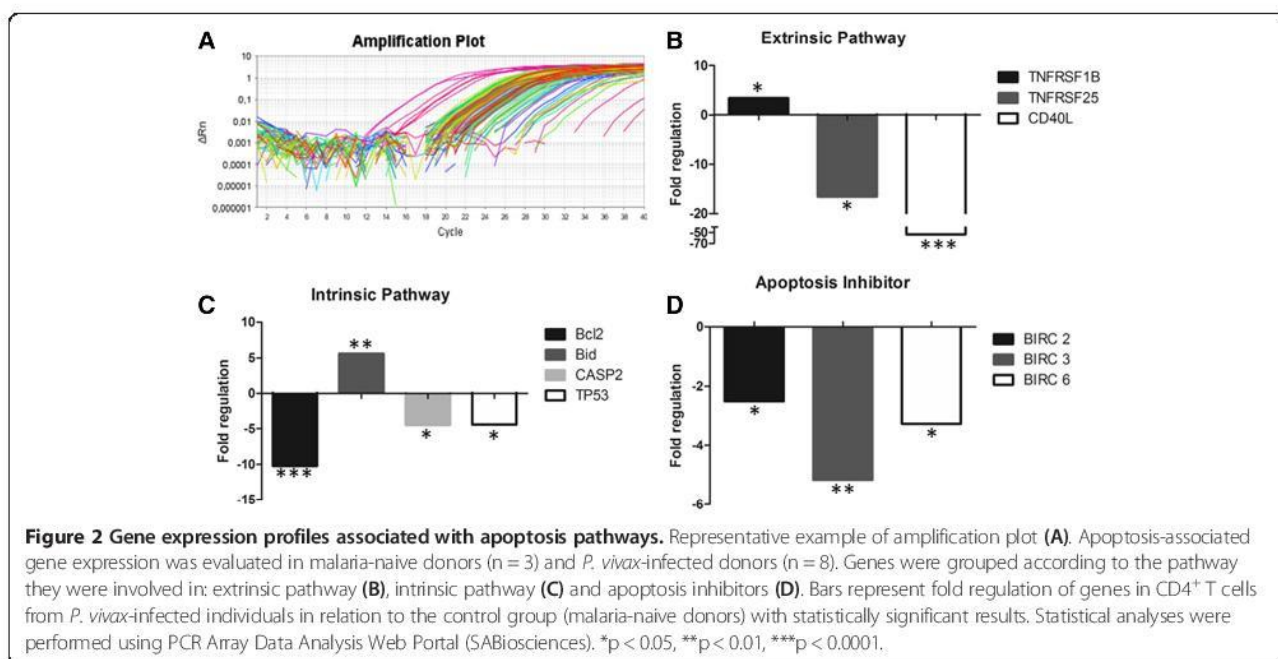 A
Amplification Plot
10
1
0,1
0,01
0,001
0,0001
0,00001
0,000001
ΔRn
2 4 6 8 10 12 14 16 18 20 22 24 26 28 30 32 34 36 38 40
Cycle
B
Extrinsic Pathway
10
0
-10
-20
-50
-70
Fold regulation
*
*
***
TNFRSF1B
TNFRSF25
CD40L
C
Intrinsic Pathway
10
5
0
-5
-10
-15
Fold regulation
***
**
*
*
Bcl2
Bid
CASP2
TP53
D
Apoptosis Inhibitor
0
-2
-4
-6
Fold regulation
*
**
*
BIRC 2
BIRC 3
BIRC 6
Figure 2 Gene expression profiles associated with apoptosis pathways. Representative example of amplification plot (A). Apoptosis-associated
gene expression was evaluated in malaria-naive donors (n = 3) and P. vivax-infected donors (n = 8). Genes were grouped according to the pathway
they were involved in: extrinsic pathway (B), intrinsic pathway (C) and apoptosis inhibitors (D). Bars represent fold regulation of genes in CD4⁺ T cells
from P. vivax-infected individuals in relation to the control group (malaria-naive donors) with statistically significant results. Statistical analyses were
performed using PCR Array Data Analysis Web Portal (SABiosciences). *p < 0.05, **p < 0.01, ***p < 0.0001.